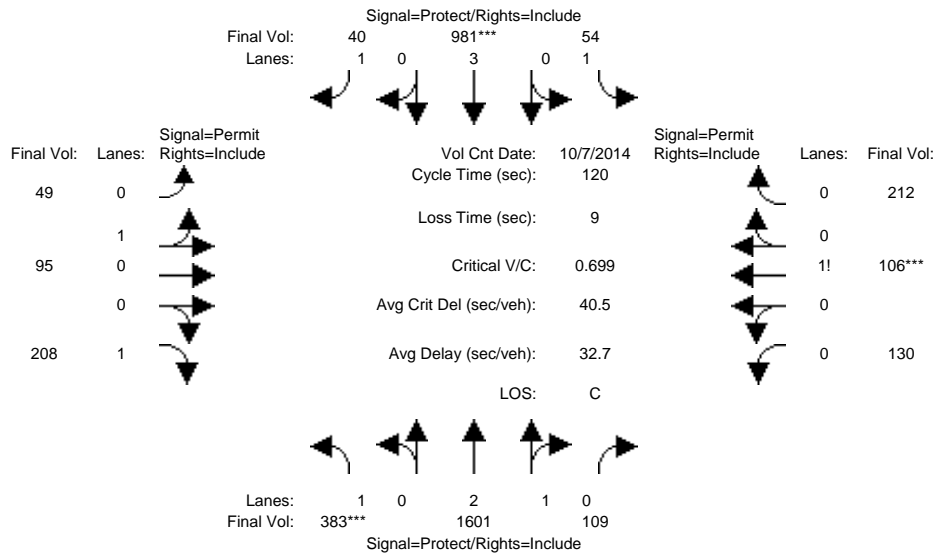 Signal=Protect/Rights=Include
Final Vol: 40 981*** 54
Lanes: 1 0 3 0 1
Signal=Permit
Final Vol: Lanes: Rights=Include
Vol Cnt Date: 10/7/2014
Signal=Permit
Rights=Include Lanes: Final Vol:
Cycle Time (sec): 120
49 0
0 212
Loss Time (sec): 9
1
0
95 0
Critical V/C: 0.699
1! 106***
0
Avg Crit Del (sec/veh): 40.5
0
208 1
Avg Delay (sec/veh): 32.7
0 130
LOS: C
Lanes: 1 0 2 1 0
Final Vol: 383*** 1601 109
Signal=Protect/Rights=Include